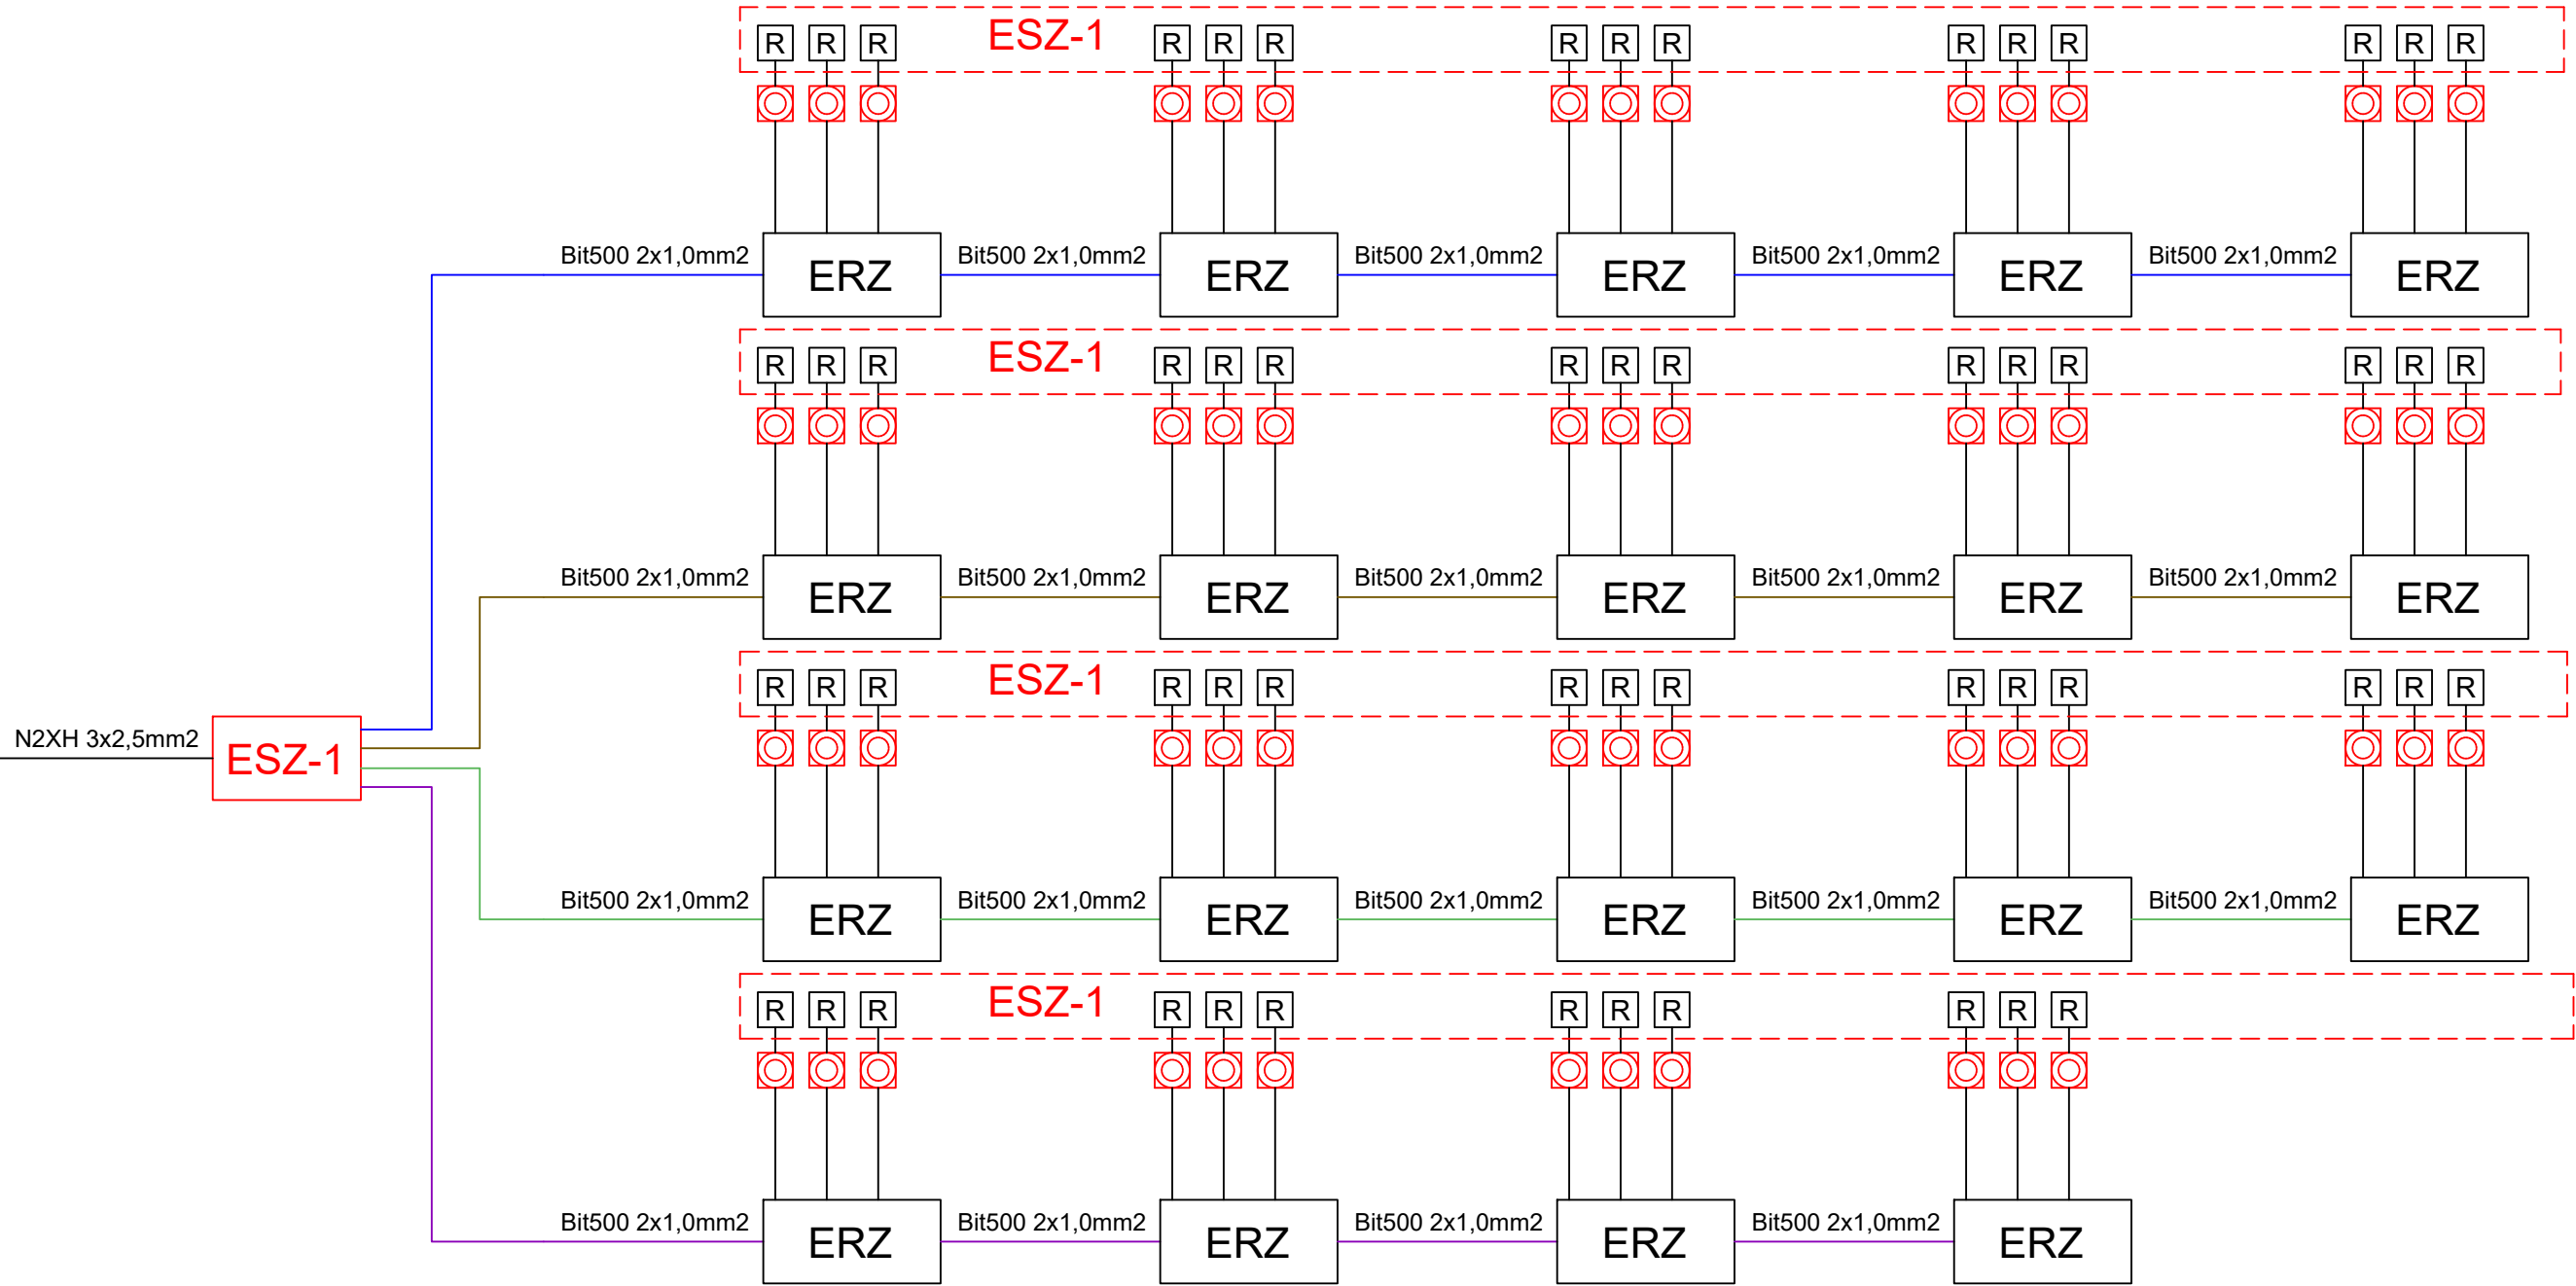 R R R ESZ-1 R R R R R R R R R R R R
Bit500 2x1,0mm2 Bit500 2x1,0mm2 Bit500 2x1,0mm2 Bit500 2x1,0mm2 Bit500 2x1,0mm2
ERZ ERZ ERZ ERZ ERZ
R R R ESZ-1 R R R R R R R R R R R R
Bit500 2x1,0mm2 Bit500 2x1,0mm2 Bit500 2x1,0mm2 Bit500 2x1,0mm2 Bit500 2x1,0mm2
ERZ ERZ ERZ ERZ ERZ
R R R ESZ-1 R R R R R R R R R R R R
N2XH 3x2,5mm2
ESZ-1
Bit500 2x1,0mm2 Bit500 2x1,0mm2 Bit500 2x1,0mm2 Bit500 2x1,0mm2 Bit500 2x1,0mm2
ERZ ERZ ERZ ERZ ERZ
R R R ESZ-1 R R R R R R R R R
Bit500 2x1,0mm2 Bit500 2x1,0mm2 Bit500 2x1,0mm2 Bit500 2x1,0mm2
ERZ ERZ ERZ ERZ